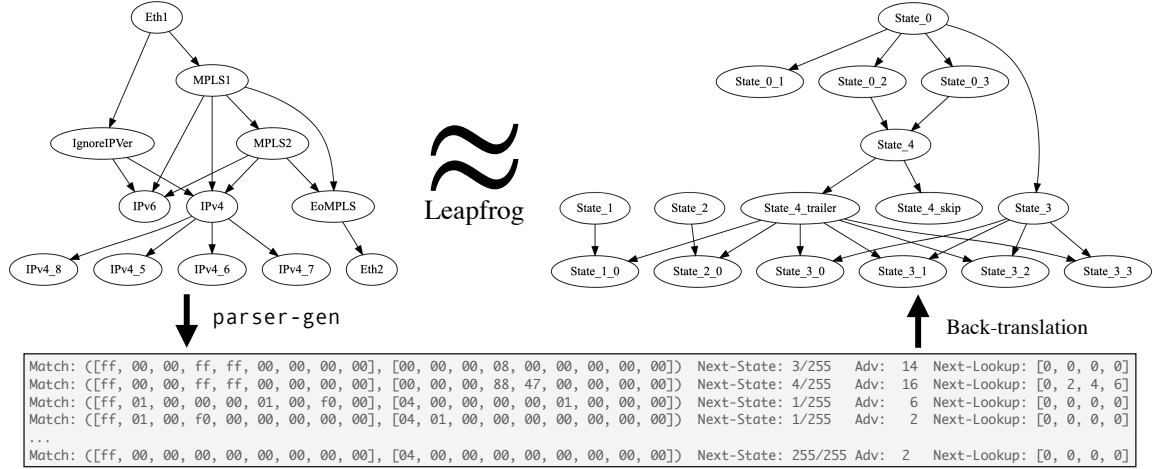 Eth1
MPLS1
IgnoreIPVer
MPLS2
IPv6
IPv4
EoMPLS
IPv4_8
IPv4_5
IPv4_6
IPv4_7
Eth2
Leapfrog
State_0
State_0_1
State_0_2
State_0_3
State_4
State_1
State_2
State_4_trailer
State_4_skip
State_3
State_1_0
State_2_0
State_3_0
State_3_1
State_3_2
State_3_3
parser-gen
Back-translation
Match: ([ff, 00, 00, ff, ff, 00, 00, 00, 00], [00, 00, 00, 08, 00, 00, 00, 00, 00]) Next-State: 3/255 Adv: 14 Next-Lookup: [0, 0, 0, 0]
Match: ([ff, 00, 00, ff, ff, 00, 00, 00, 00], [00, 00, 00, 88, 47, 00, 00, 00, 00]) Next-State: 4/255 Adv: 16 Next-Lookup: [0, 2, 4, 6]
Match: ([ff, 01, 00, 00, 00, 01, 00, f0, 00], [04, 00, 00, 00, 00, 01, 00, 00, 00]) Next-State: 1/255 Adv: 6 Next-Lookup: [0, 0, 0, 0]
Match: ([ff, 01, 00, f0, 00, 00, 00, 00, 00], [04, 01, 00, 00, 00, 00, 00, 00, 00]) Next-State: 1/255 Adv: 2 Next-Lookup: [0, 0, 0, 0]
...
Match: ([ff, 00, 00, 00, 00, 00, 00, 00, 00], [04, 00, 00, 00, 00, 00, 00, 00, 00]) Next-State: 255/255 Adv: 2 Next-Lookup: [0, 0, 0, 0]